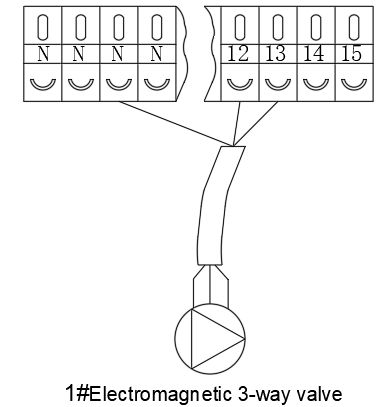 N N N N 12 13 14 15
1#Electromagnetic 3-way valve